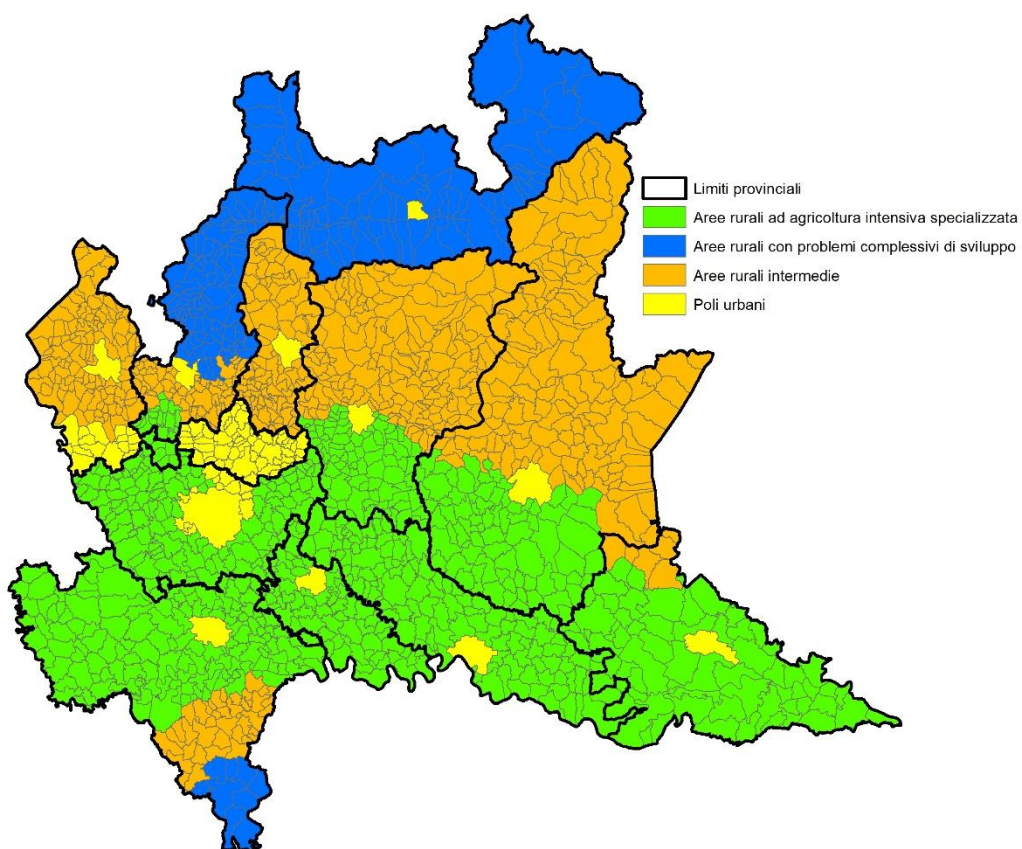 Limiti provinciali
Aree rurali ad agricoltura intensiva specializzata
Aree rurali con problemi complessivi di sviluppo
Aree rurali intermedie
Poli urbani